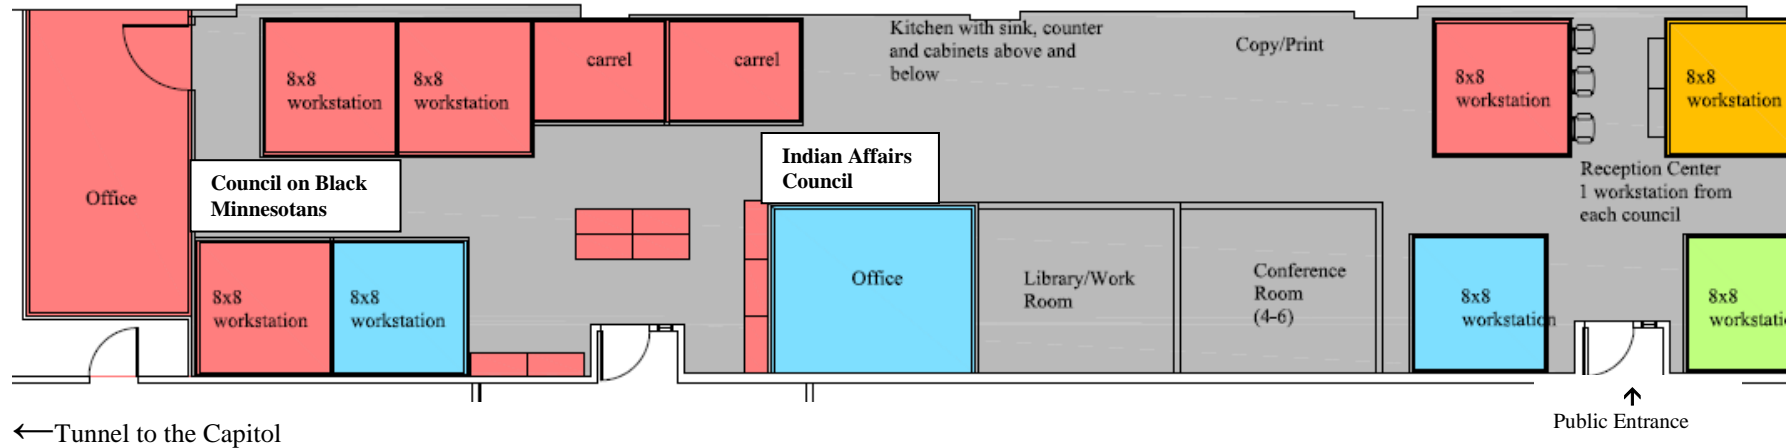 Kitchen with sink, counter
and cabinets above and
below
Copy/Print
carrel
carrel
8x8
workstation
8x8
workstation
8x8
workstation
8x8
workstation
Office
Council on Black
Minnesotans
Indian Affairs
Council
Reception Center
1 workstation from
each council
8x8
workstation
8x8
workstation
Office
Library/Work
Room
Conference
Room
(4-6)
8x8
workstation
8x8
workstati
Public Entrance
←Tunnel to the Capitol